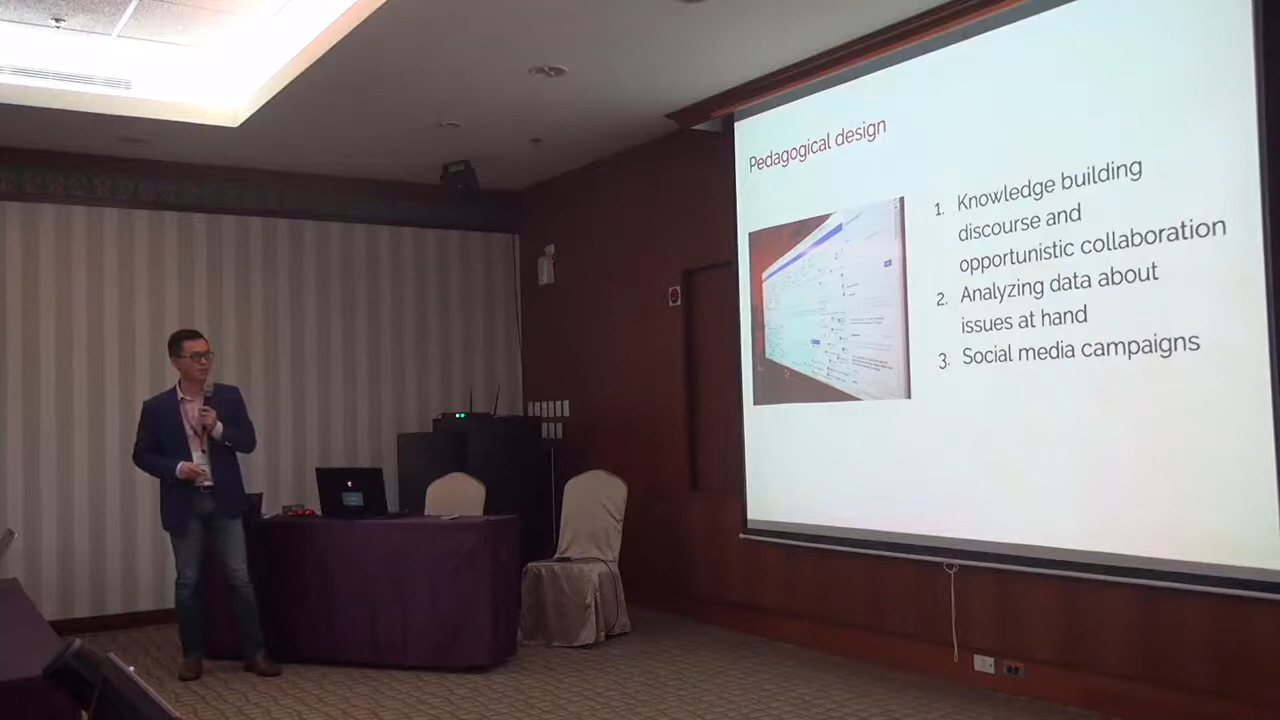 Pedagogical design
1. Knowledge building
discourse and
opportunistic collaboration
2. Analyzing data about
issues at hand
3. Social media campaigns